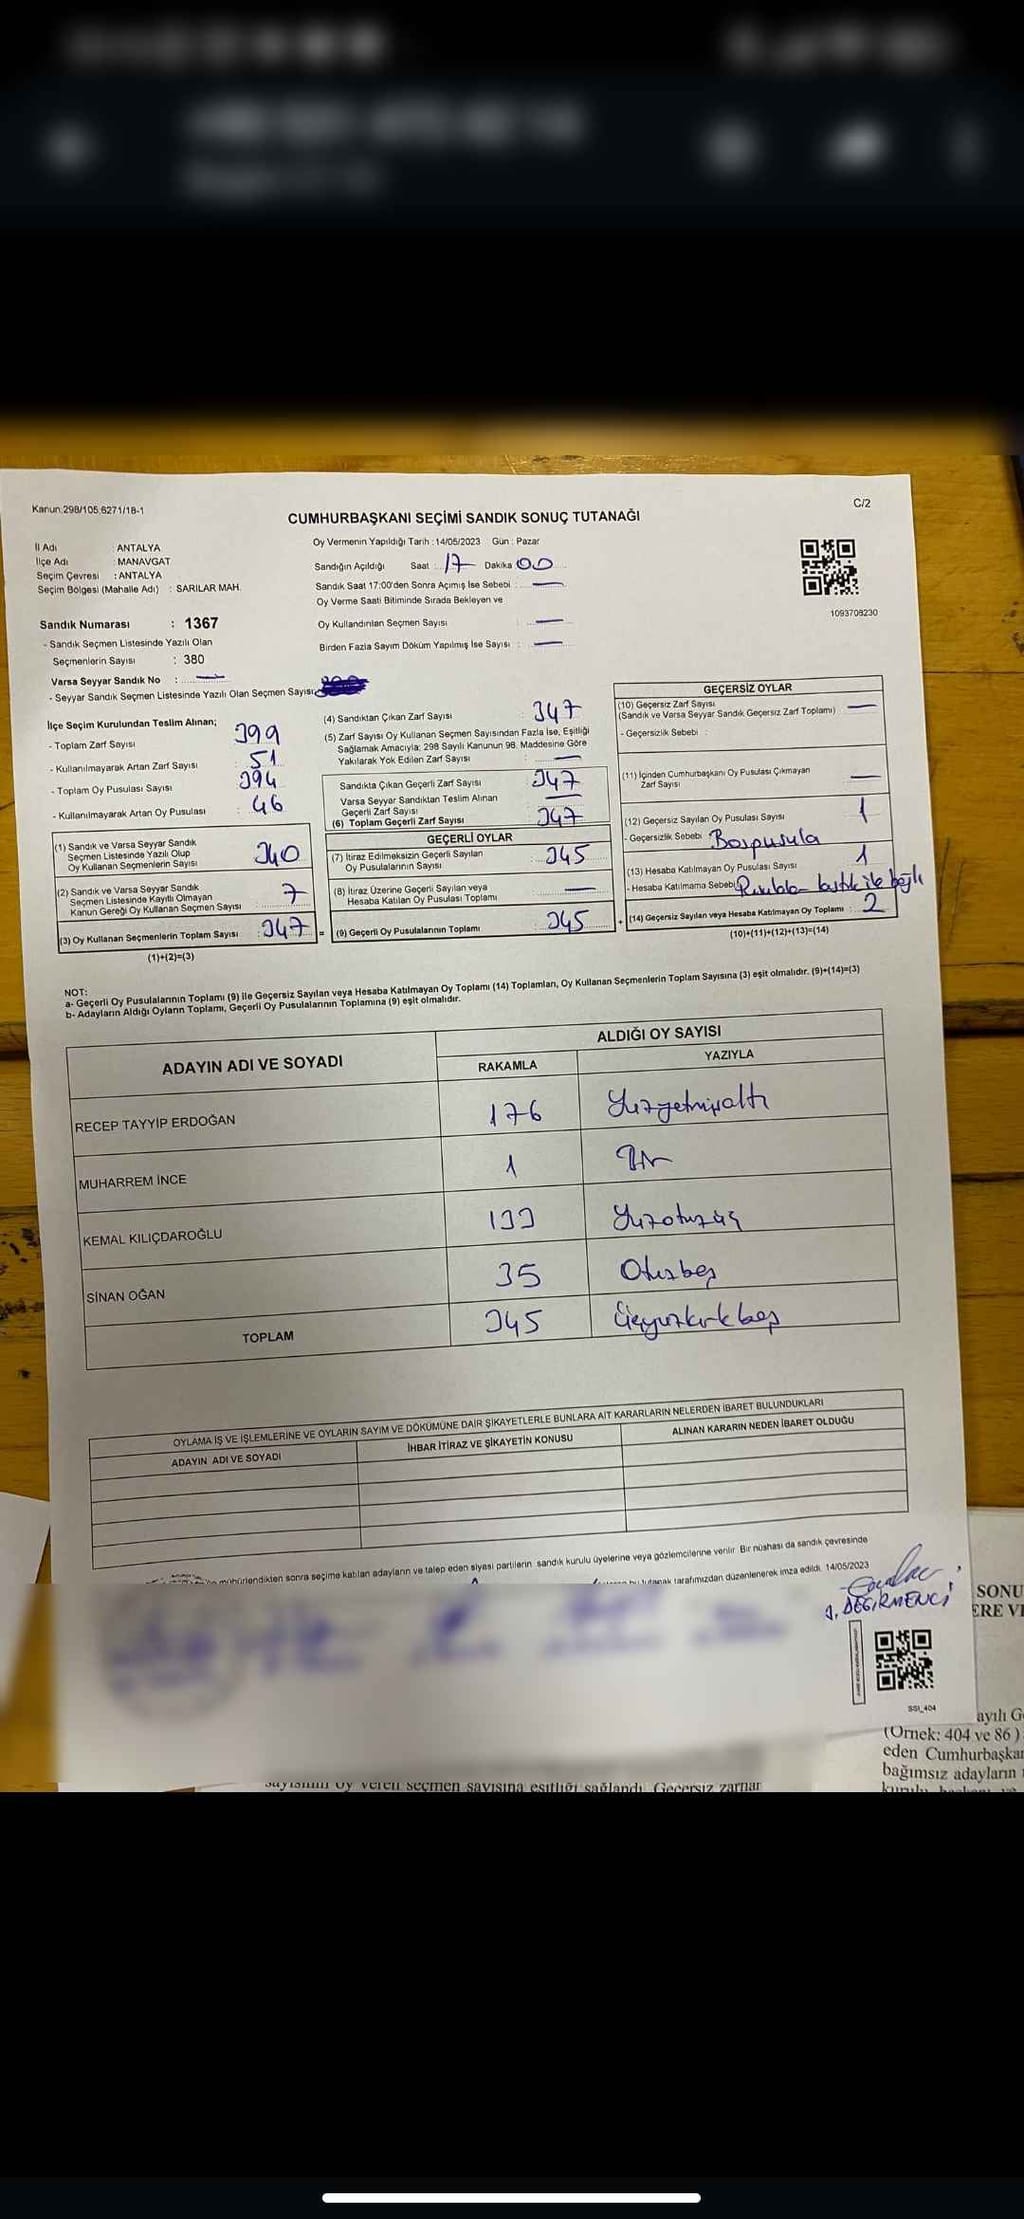 Kanun.298/105,6271/18-1
C/2
CUMHURBAŞKANI SEÇİMİ SANDIK SONUÇ TUTANAĞI
İl Adı : ANTALYA
İlçe Adı : MANAVGAT
Seçim Çevresi : ANTALYA
Seçim Bölgesi (Mahalle Adı) : SARILAR MAH.
Oy Vermenin Yapıldığı Tarih : 14/05/2023 Gün : Pazar
Sandığın Açıldığı Saat : 17 Dakika 00
Sandık Saat 17:00'den Sonra Açımış İse Sebebi : —
Oy Verme Saati Bitiminde Sırada Bekleyen ve
Oy Kullandırılan Seçmen Sayısı : —
Birden Fazla Sayım Döküm Yapılmış İse Sayısı : —
1093708230
Sandık Numarası : 1367
- Sandık Seçmen Listesinde Yazılı Olan
Seçmenlerin Sayısı : 380
Varsa Seyyar Sandık No : —
- Seyyar Sandık Seçmen Listesinde Yazılı Olan Seçmen Sayısı
İlçe Seçim Kurulundan Teslim Alınan;
- Toplam Zarf Sayısı 399
- Kullanılmayarak Artan Zarf Sayısı 51
- Toplam Oy Pusulası Sayısı 394
- Kullanılmayarak Artan Oy Pusulası 46
(1) Sandık ve Varsa Seyyar Sandık
Seçmen Listesinde Yazılı Olup
Oy Kullanan Seçmenlerin Sayısı 340
(2) Sandık ve Varsa Seyyar Sandık
Seçmen Listesinde Kayıtlı Olmayan
Kanun Gereği Oy Kullanan Seçmen Sayısı 7
(3) Oy Kullanan Seçmenlerin Toplam Sayısı : 347 =
(1)+(2)=(3)
(4) Sandıktan Çıkan Zarf Sayısı : 347
(5) Zarf Sayısı Oy Kullanan Seçmen Sayısından Fazla İse, Eşitliği
Sağlamak Amacıyla; 298 Sayılı Kanunun 98. Maddesine Göre
Yakılarak Yok Edilen Zarf Sayısı : —
Sandıkta Çıkan Geçerli Zarf Sayısı : 347
Varsa Seyyar Sandıktan Teslim Alınan
Geçerli Zarf Sayısı : —
(6) Toplam Geçerli Zarf Sayısı : 347
GEÇERLİ OYLAR
(7) İtiraz Edilmeksizin Geçerli Sayılan
Oy Pusulalarının Sayısı : 345
(8) İtiraz Üzerine Geçerli Sayılan veya
Hesaba Katılan Oy Pusulası Toplamı : —
(9) Geçerli Oy Pusulalarının Toplamı : 345 +
GEÇERSİZ OYLAR
(10) Geçersiz Zarf Sayısı
(Sandık ve Varsa Seyyar Sandık Geçersiz Zarf Toplamı) : —
- Geçersizlik Sebebi :
(11) İçinden Cumhurbaşkanı Oy Pusulası Çıkmayan
Zarf Sayısı : —
(12) Geçersiz Sayılan Oy Pusulası Sayısı : 1
- Geçersizlik Sebebi Boş pusula
(13) Hesaba Katılmayan Oy Pusulası Sayısı : 1
- Hesaba Katılmama Sebebi ile bağlı
(14) Geçersiz Sayılan veya Hesaba Katılmayan Oy Toplamı : 2
(10)+(11)+(12)+(13)=(14)
NOT:
a- Geçerli Oy Pusulalarının Toplamı (9) ile Geçersiz Sayılan veya Hesaba Katılmayan Oy Toplamı (14) Toplamları, Oy Kullanan Seçmenlerin Toplam Sayısına (3) eşit olmalıdır. (9)+(14)=(3)
b- Adayların Aldığı Oyların Toplamı, Geçerli Oy Pusulalarının Toplamına (9) eşit olmalıdır.
ADAYIN ADI VE SOYADI
ALDIĞI OY SAYISI
RAKAMLA YAZIYLA
RECEP TAYYİP ERDOĞAN 176 Yüzyetmişaltı
MUHARREM İNCE 1 Bir
KEMAL KILIÇDAROĞLU 133 Yüzotuzüç
SİNAN OĞAN 35 Otuzbeş
TOPLAM 345 Üçyüzkırkbeş
OYLAMA İŞ VE İŞLEMLERİNE VE OYLARIN SAYIM VE DÖKÜMÜNE DAİR ŞİKAYETLERLE BUNLARA AİT KARARLARIN NELERDEN İBARET BULUNDUKLARI
ADAYIN ADI VE SOYADI
İHBAR İTİRAZ VE ŞİKAYETİN KONUSU
ALINAN KARARIN NEDEN İBARET OLDUĞU
mühürlendikten sonra seçime katılan adayların ve talep eden siyasi partilerin sandık kurulu üyelerine veya gözlemcilerine verilir. Bir nüshası da sandık çevresinde
bu tutanak tarafımızdan düzenlenerek imza edildi. 14/05/2023
DEĞİRMENCİ
SSI_404
SONU
ERE VE
ayılı G
(Örnek: 404 ve 86)
eden Cumhurbaşkan
bağımsız adayların
sayısının oy veren seçmen sayısına eşitliği sağlandı. Geçersiz zarflar